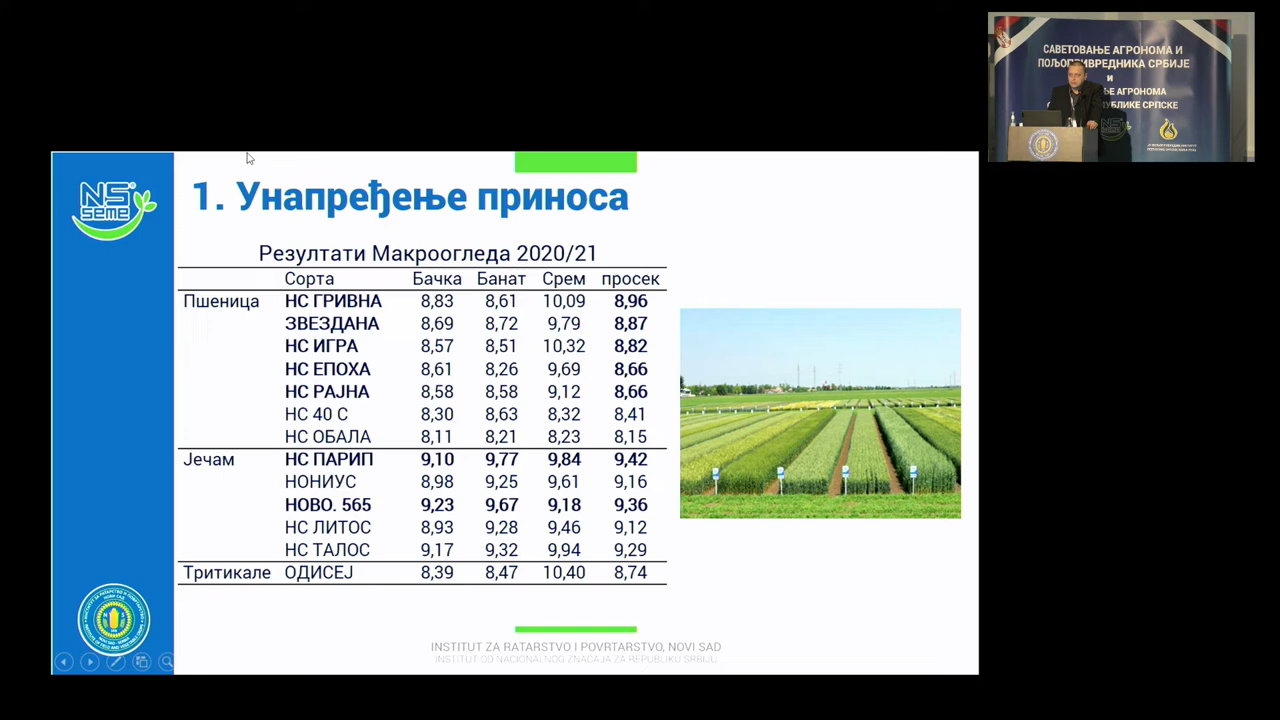 САВЕТОВАЊЕ АГРОНОМА И
ПОЉОПРИВРЕДНИКА СРБИЈЕ
И
АГРОНОМА
СРПСКЕ
NS
seme
1. Унапређење приноса
Резултати Макроогледа 2020/21
Сорта Бачка Банат Срем просек
Пшеница НС ГРИВНА 8,83 8,61 10,09 8,96
ЗВЕЗДАНА 8,69 8,72 9,79 8,87
НС ИГРА 8,57 8,51 10,32 8,82
НС ЕПОХА 8,61 8,26 9,69 8,66
НС РАЈНА 8,58 8,58 9,12 8,66
НС 40 С 8,30 8,63 8,32 8,41
НС ОБАЛА 8,11 8,21 8,23 8,15
Јечам НС ПАРИП 9,10 9,77 9,84 9,42
НОНИУС 8,98 9,25 9,61 9,16
НОВО. 565 9,23 9,67 9,18 9,36
НС ЛИТОС 8,93 9,28 9,46 9,12
НС ТАЛОС 9,17 9,32 9,94 9,29
Тритикале ОДИСЕЈ 8,39 8,47 10,40 8,74
INSTITUT ZA RATARSTVO I POVRTARSTVO, NOVI SAD
INSTITUT OD NACIONALNOG ZNAČAJA ZA REPUBLIKU SRBIJU